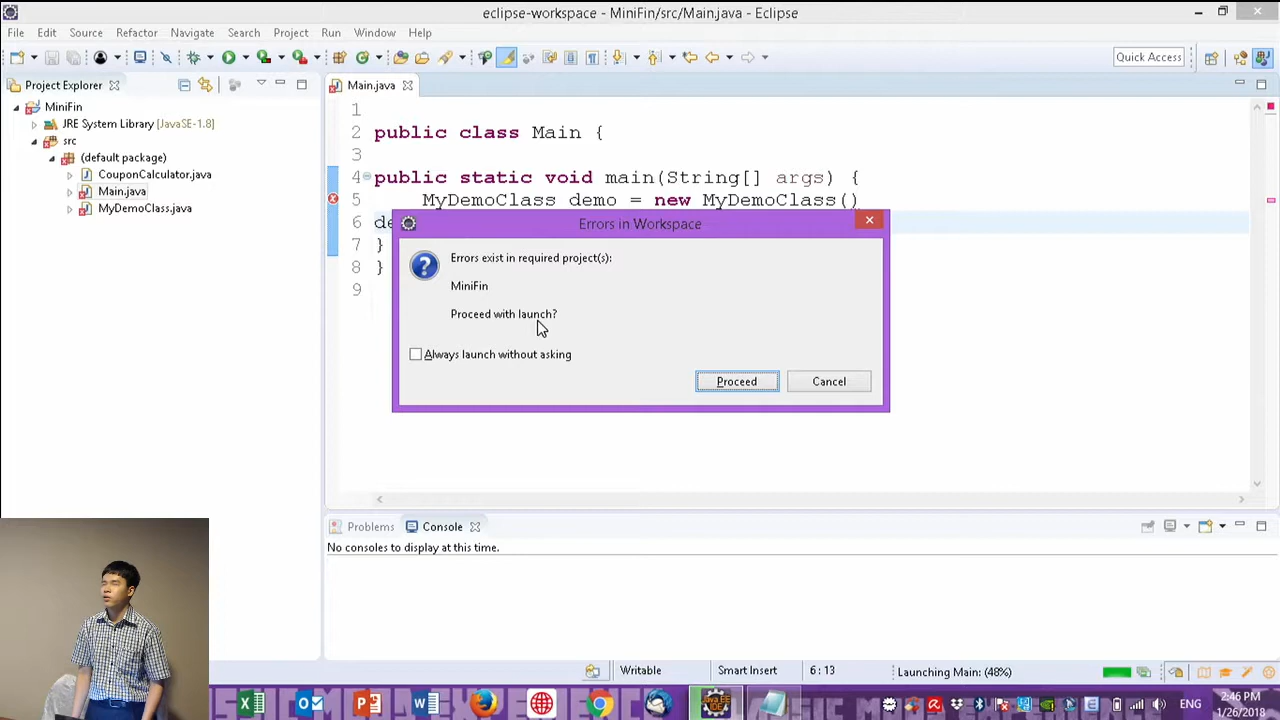 eclipse-workspace - MiniFin/src/Main.java - Eclipse
File Edit Source Refactor Navigate Search Project Run Window Help
Quick Access
Project Explorer
Main.java
MiniFin
JRE System Library [JavaSE-1.8]
src
(default package)
CouponCalculator.java
Main.java
MyDemoClass.java
1
2 public class Main {
3
4 public static void main(String[] args) {
5 MyDemoClass demo = new MyDemoClass()
6 de
7 }
8 }
9
Errors in Workspace
Errors exist in required project(s):
MiniFin
Proceed with launch?
Always launch without asking
Proceed Cancel
Problems Console
No consoles to display at this time.
Writable Smart Insert 6 : 13 Launching Main: (48%)
ENG
2:46 PM
1/26/2018